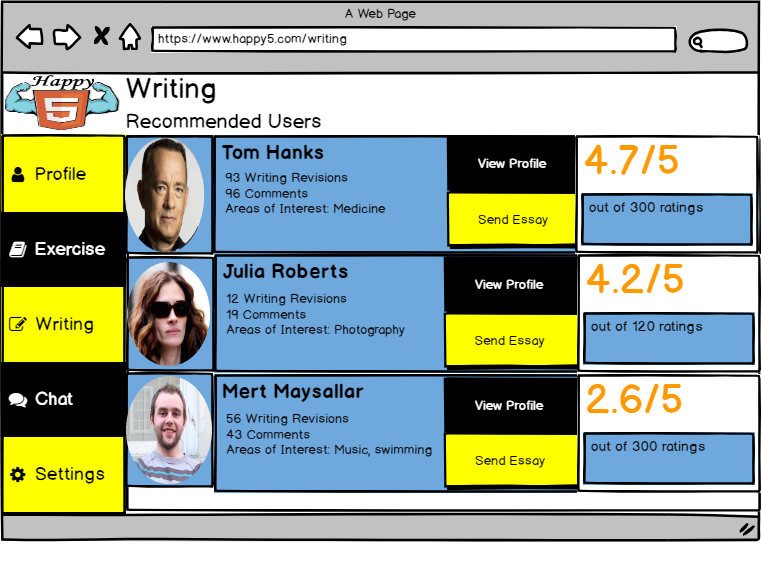 A Web Page
https://www.happy5.com/writing
Happy
5
Writing
Recommended Users
Profile
Exercise
Writing
Chat
Settings
Tom Hanks
93 Writing Revisions
96 Comments
Areas of Interest: Medicine
View Profile
Send Essay
4.7/5
out of 300 ratings
Julia Roberts
12 Writing Revisions
19 Comments
Areas of Interest: Photography
View Profile
Send Essay
4.2/5
out of 120 ratings
Mert Maysallar
56 Writing Revisions
43 Comments
Areas of Interest: Music, swimming
View Profile
Send Essay
2.6/5
out of 300 ratings